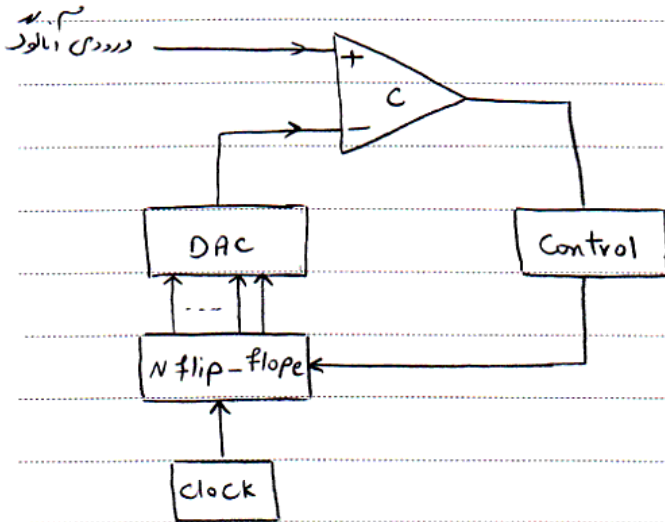 ورودی آنالوگ
+
C
−
DAC
Control
----
N flip-flope
clock